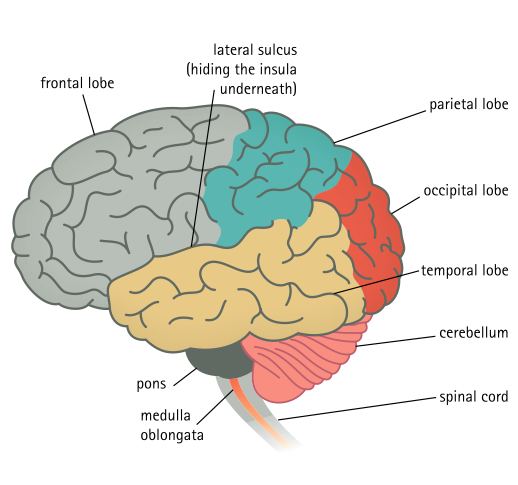 lateral sulcus
(hiding the insula
underneath)
frontal lobe
parietal lobe
occipital lobe
temporal lobe
cerebellum
pons
spinal cord
medulla
oblongata